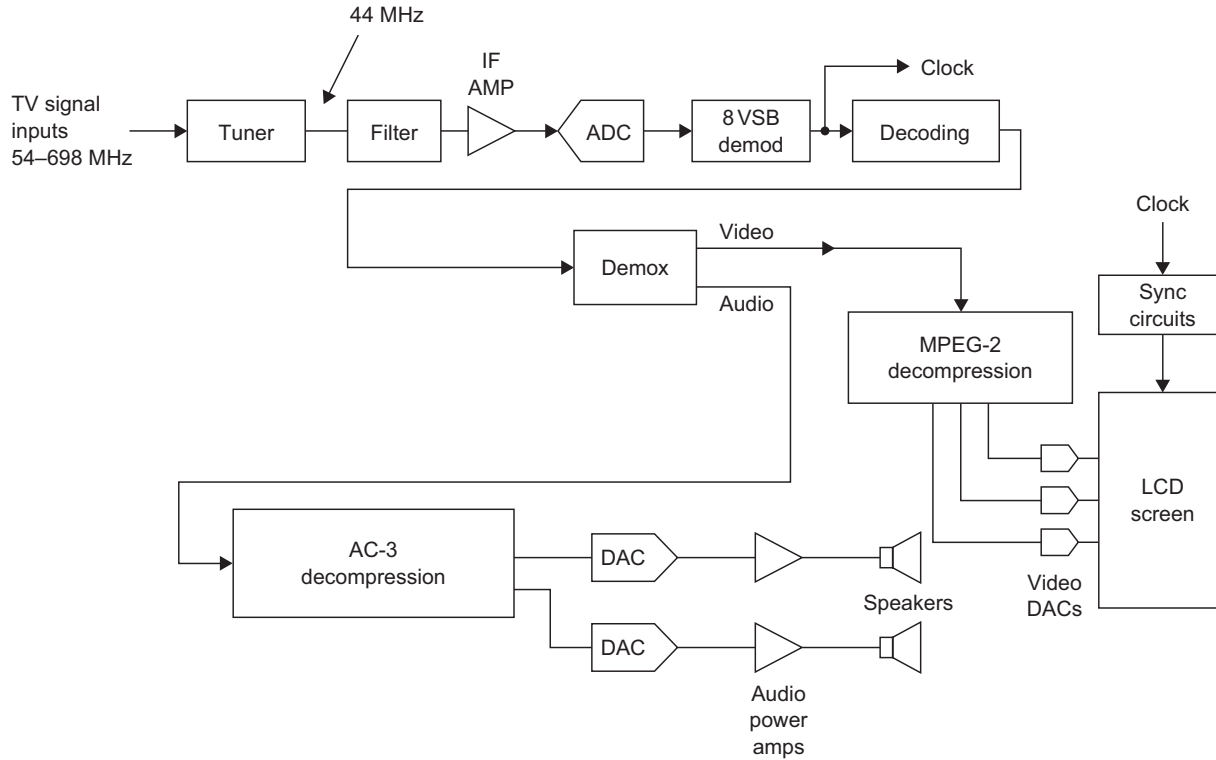 44 MHz
IF
AMP
Clock
TV signal
inputs
54–698 MHz
Tuner
Filter
ADC
8 VSB
demod
Decoding
Clock
Video
Demox
Audio
Sync
circuits
MPEG-2
decompression
LCD
screen
AC-3
decompression
DAC
Video
DACs
Speakers
DAC
Audio
power
amps